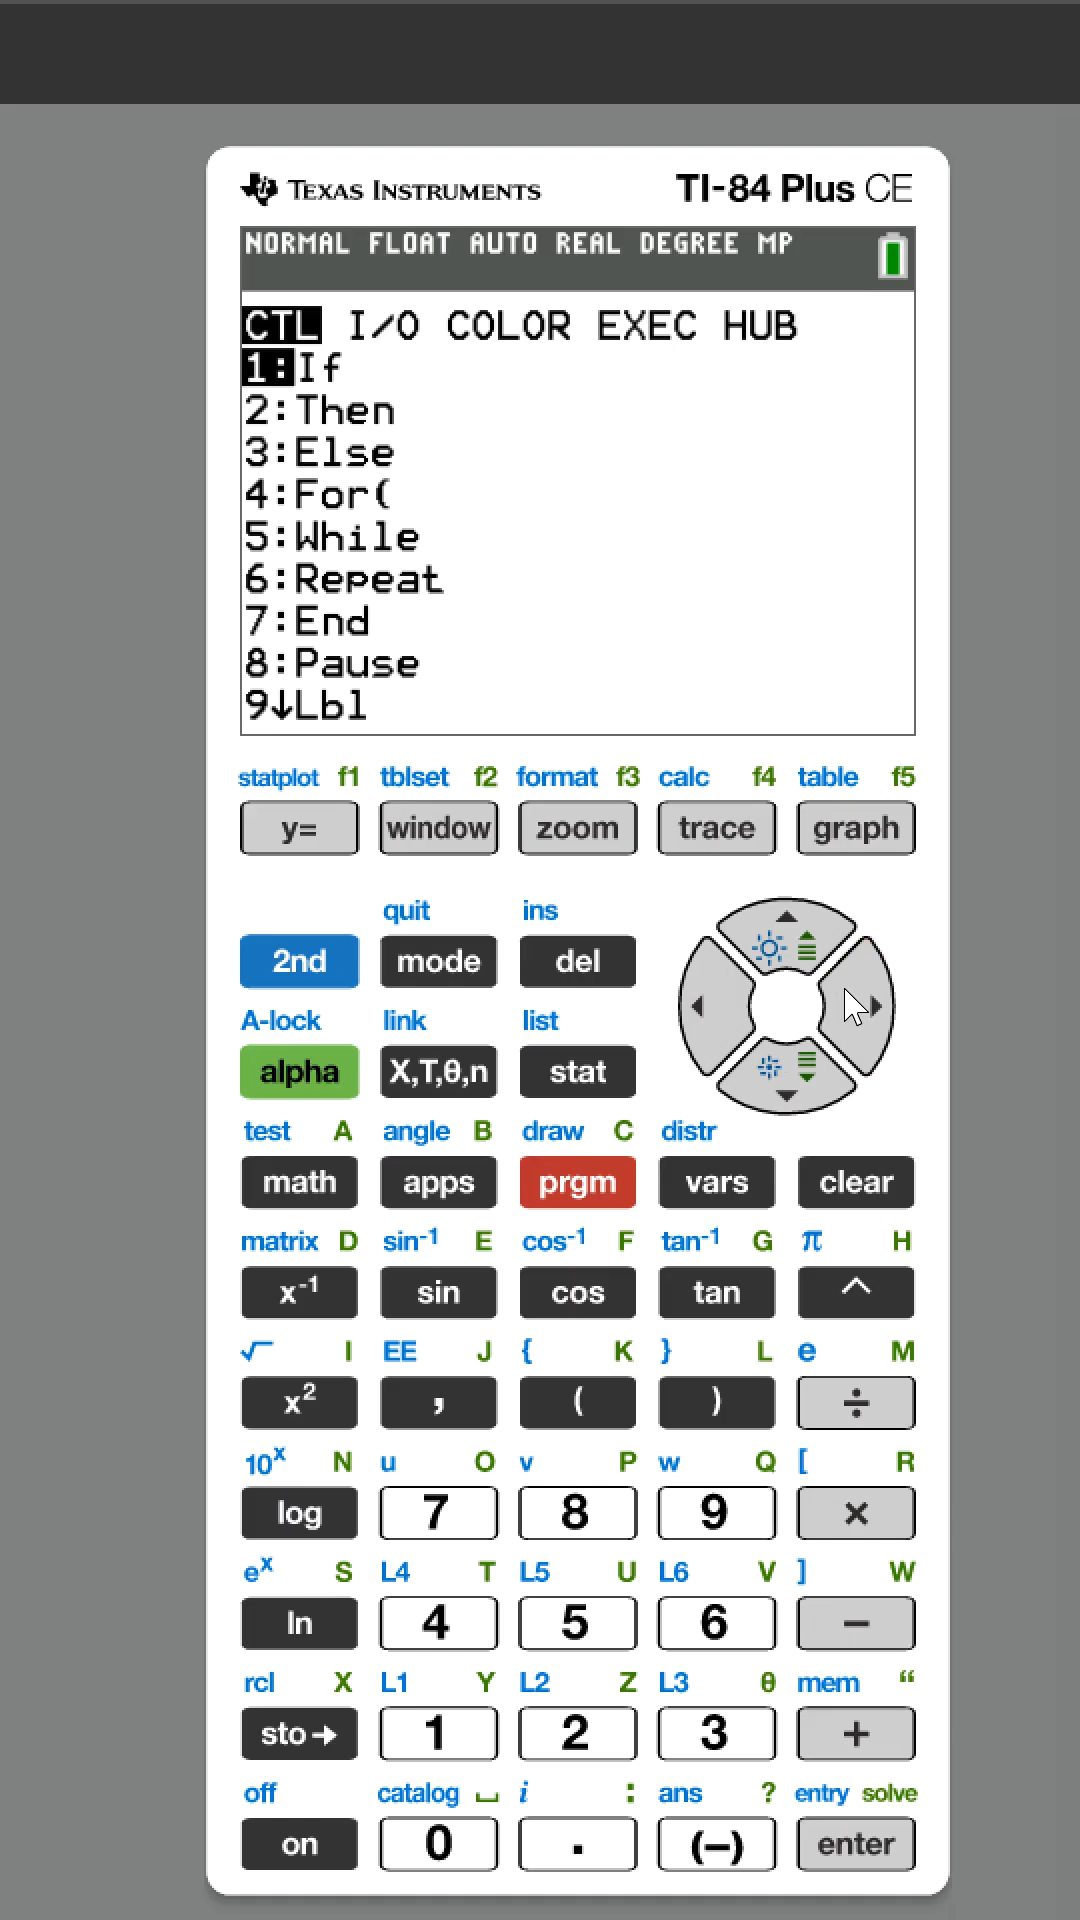 TEXAS INSTRUMENTS TI-84 Plus CE
NORMAL FLOAT AUTO REAL DEGREE MP
CTL I/O COLOR EXEC HUB
1:If
2:Then
3:Else
4:For(
5:While
6:Repeat
7:End
8:Pause
9↓Lbl
statplot f1 tblset f2 format f3 calc f4 table f5
y= window zoom trace graph
quit ins
2nd mode del
A-lock link list
alpha X,T,θ,n stat
test A angle B draw C distr
math apps prgm vars clear
matrix D sin⁻¹ E cos⁻¹ F tan⁻¹ G π H
x⁻¹ sin cos tan ^
√ I EE J { K } L e M
x² , ( ) ÷
10ˣ N u O v P w Q [ R
log 7 8 9 ×
eˣ S L4 T L5 U L6 V ] W
ln 4 5 6 −
rcl X L1 Y L2 Z L3 θ mem “
sto→ 1 2 3 +
off catalog ⎵ i : ans ? entry solve
on 0 . (−) enter